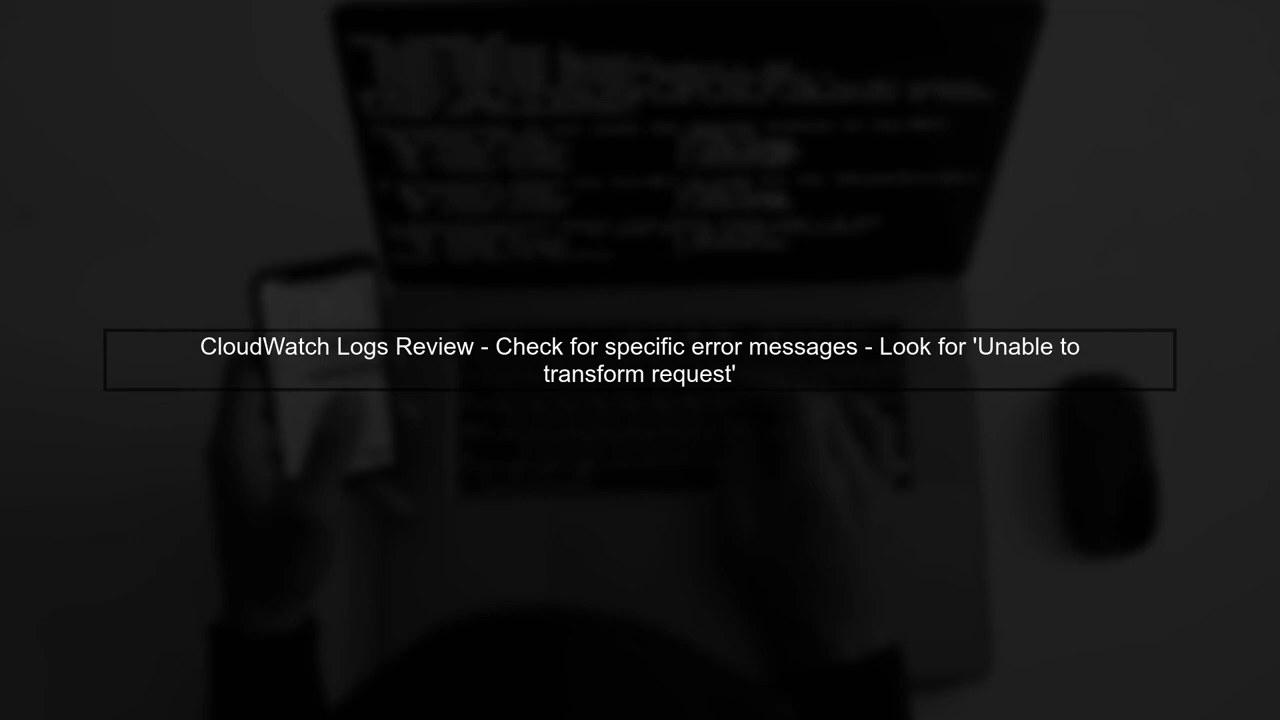 CloudWatch Logs Review - Check for specific error messages - Look for 'Unable to
transform request'